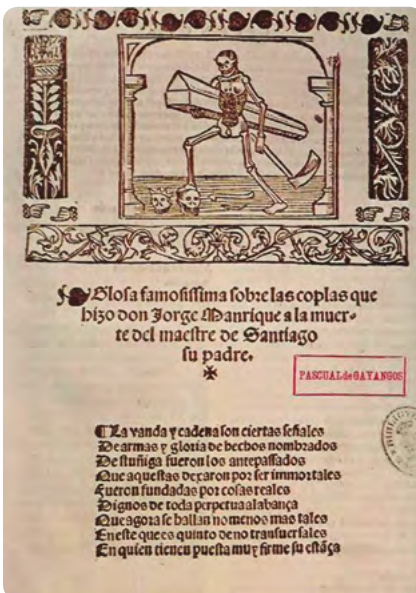 Glosa famosissima sobre las coplas que
hizo don Jorge Manrique a la muer-
te del maestre de Santiago
su padre.
PASCUAL de GAYANGOS
La vanda y cadena son ciertas señales
De armas y gloria de hechos nombrados
De stuñiga fueron los antepassados
Que aquestas dexaron por ser immortales
Fueron fundadas por cosas reales
Dignos de toda perpetua alabança
Que agora se hallan no menos mas tales
En este que es quinto de no transuersales
En quien tienen puesta muy firme su estãça